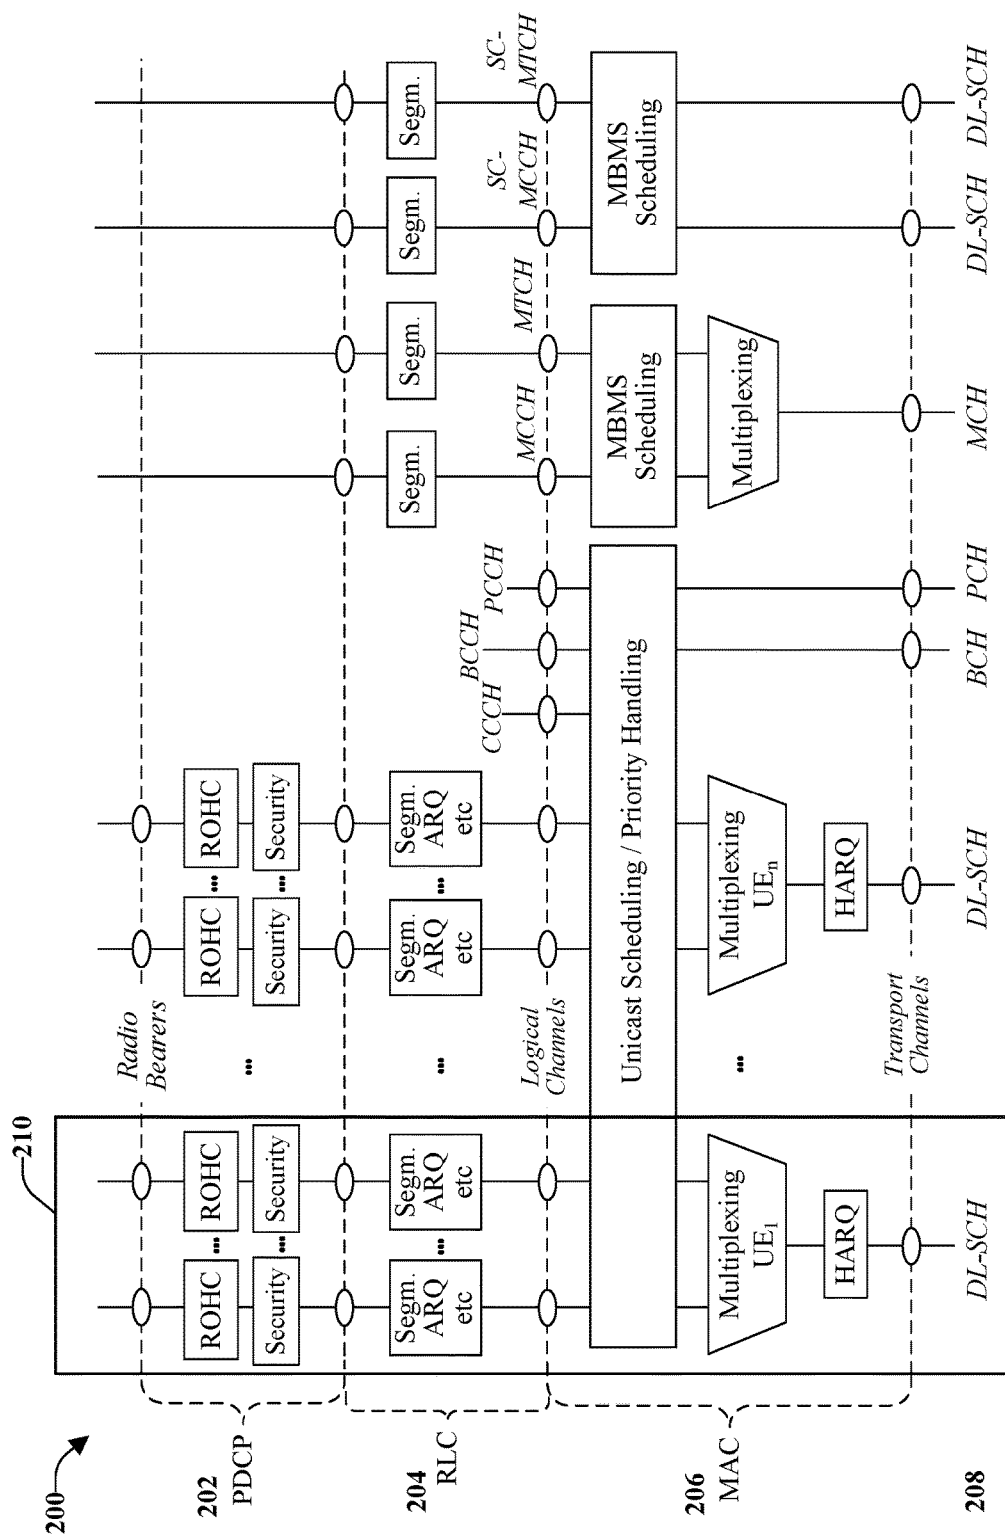 200
210
Radio
Bearers
202
PDCP
ROHC
...
ROHC
...
ROHC
...
ROHC
Security
...
Security
Security
...
Security
204
RLC
Segm.
ARQ
etc
...
Segm.
ARQ
etc
...
Segm.
ARQ
etc
...
Segm.
ARQ
etc
Segm.
Segm.
Segm.
Segm.
Logical
Channels
CCCH
BCCH
PCCH
MCCH
MTCH
SC-
MCCH
SC-
MTCH
206
MAC
Unicast Scheduling / Priority Handling
MBMS
Scheduling
MBMS
Scheduling
Multiplexing
UE1
...
Multiplexing
UEn
Multiplexing
HARQ
HARQ
Transport
Channels
208
DL-SCH
DL-SCH
BCH
PCH
MCH
DL-SCH
DL-SCH